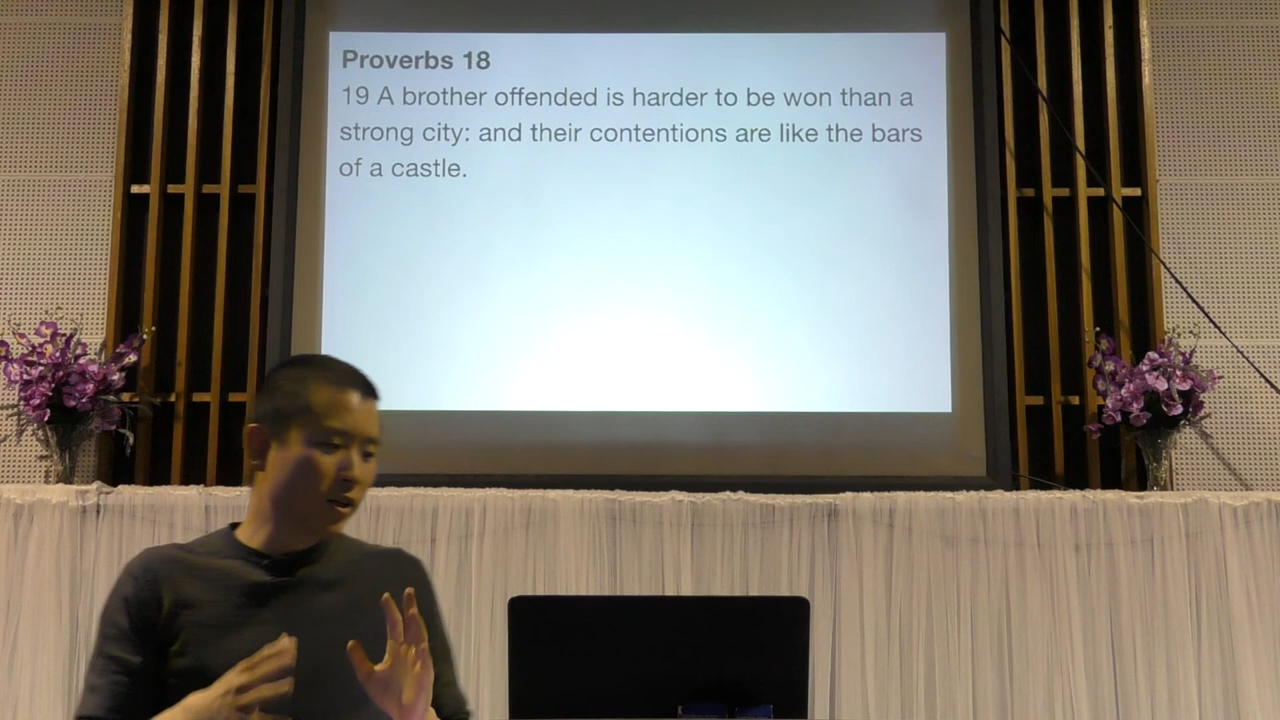 Proverbs 18
19 A brother offended is harder to be won than a
strong city: and their contentions are like the bars
of a castle.